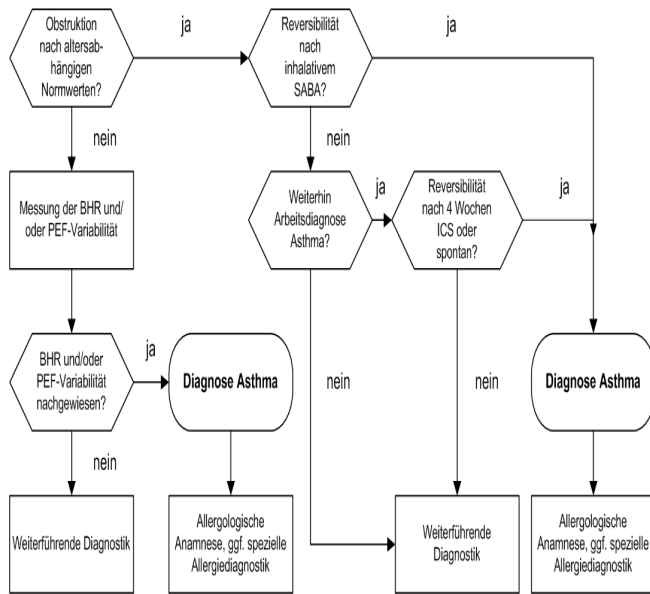 Obstruktion
nach altersab-
hängigen
Normwerten?
ja
Reversibilität
nach
inhalativem
SABA?
ja
nein
nein
Messung der BHR und/
oder PEF-Variabilität
Weiterhin
Arbeitsdiagnose
Asthma?
ja
Reversibilität
nach 4 Wochen
ICS oder
spontan?
ja
BHR und/oder
PEF-Variabilität
nachgewiesen?
ja
Diagnose Asthma
nein
nein
Diagnose Asthma
nein
Weiterführende Diagnostik
Allergologische
Anamnese, ggf. spezielle
Allergiediagnostik
Weiterführende
Diagnostik
Allergologische
Anamnese, ggf. spezielle
Allergiediagnostik